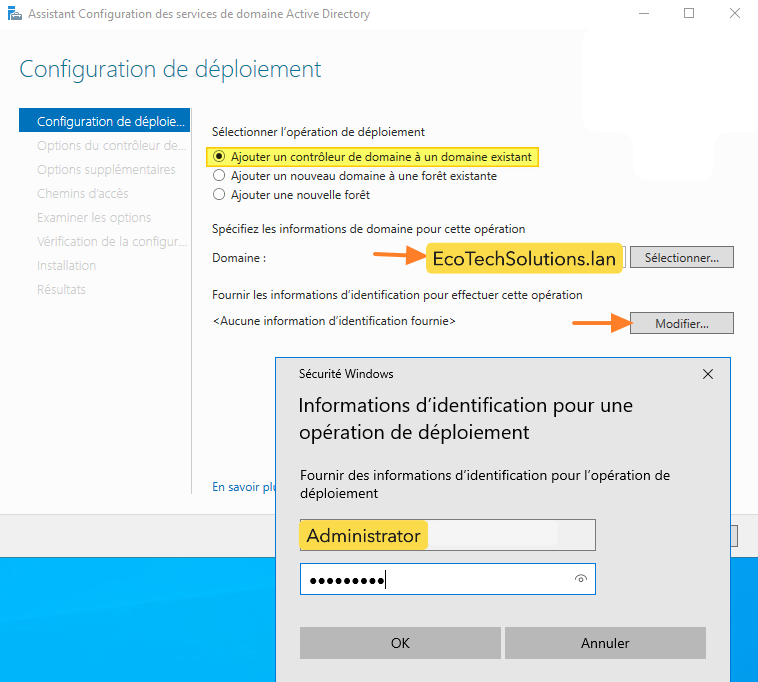 Assistant Configuration des services de domaine Active Directory
Configuration de déploiement
Configuration de déploie...
Options du contrôleur de...
Options supplémentaires
Chemins d'accès
Examiner les options
Vérification de la configur...
Installation
Résultats
Sélectionner l'opération de déploiement
Ajouter un contrôleur de domaine à un domaine existant
Ajouter un nouveau domaine à une forêt existante
Ajouter une nouvelle forêt
Spécifiez les informations de domaine pour cette opération
Domaine :
EcoTechSolutions.lan
Sélectionner...
Fournir les informations d'identification pour effectuer cette opération
<Aucune information d'identification fournie>
Modifier...
En savoir plu
Sécurité Windows
Informations d'identification pour une
opération de déploiement
Fournir des informations d'identification pour l'opération de
déploiement
Administrator
●●●●●●●●●
OK
Annuler